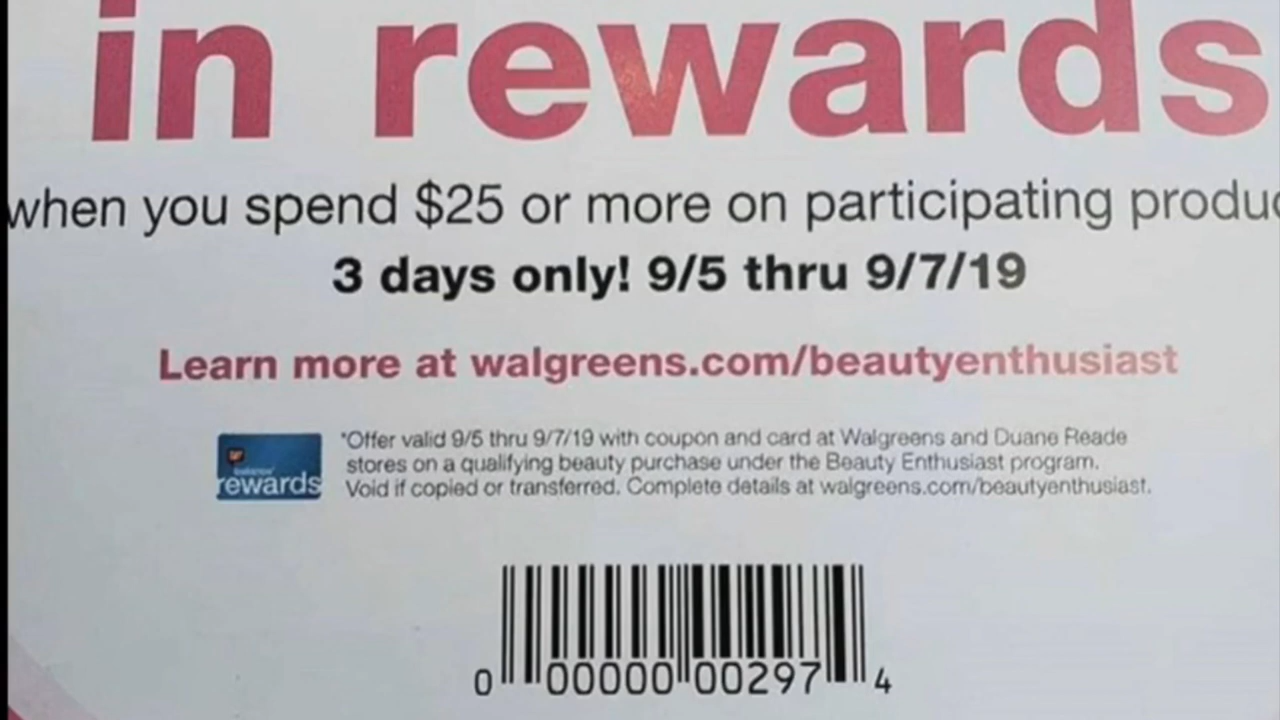 in rewards
when you spend $25 or more on participating produc
3 days only! 9/5 thru 9/7/19
Learn more at walgreens.com/beautyenthusiast
*Offer valid 9/5 thru 9/7/19 with coupon and card at Walgreens and Duane Reade
stores on a qualifying beauty purchase under the Beauty Enthusiast program.
Void if copied or transferred. Complete details at walgreens.com/beautyenthusiast.
balance
rewards
0 00000 00297 4